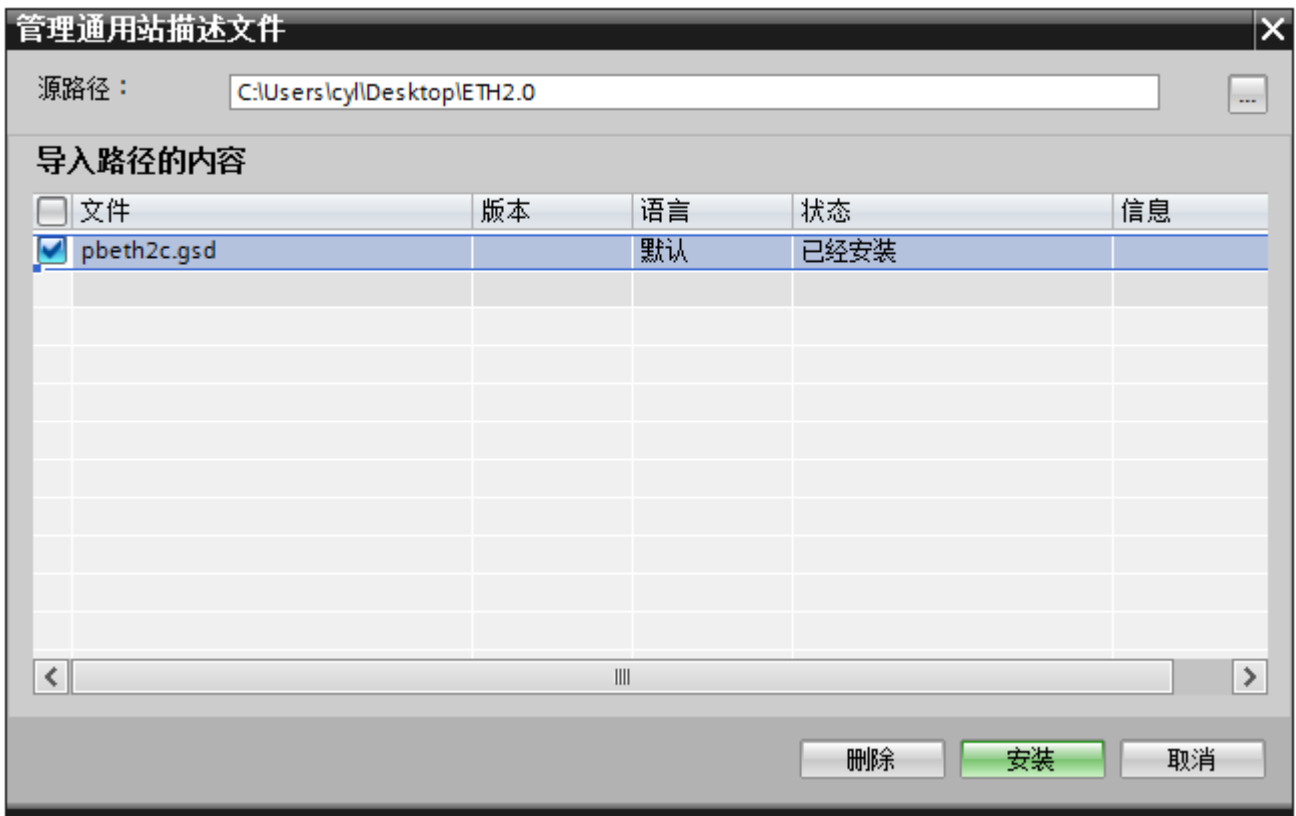 管理通用站描述文件
源路径： C:\Users\cyl\Desktop\ETH2.0 ...
导入路径的内容
文件 版本 语言 状态 信息
pbeth2c.gsd 默认 已经安装
删除 安装 取消